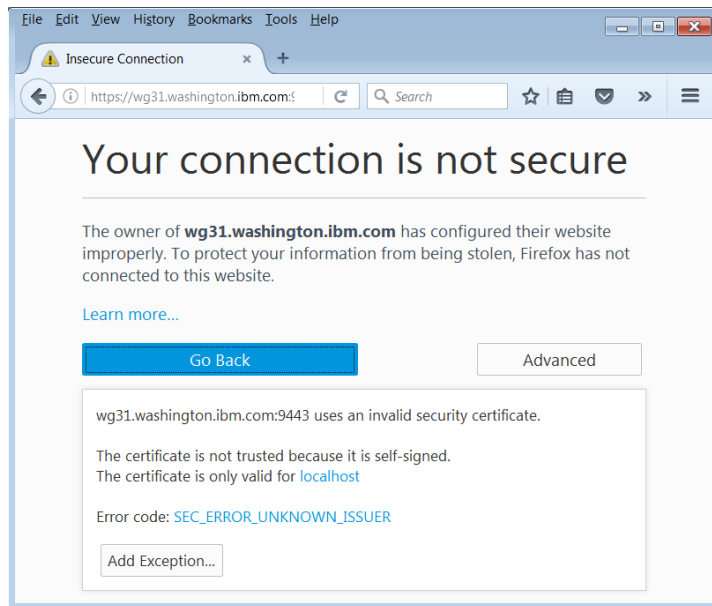 File Edit View History Bookmarks Tools Help
Insecure Connection
https://wg31.washington.ibm.com:9 Search
Your connection is not secure
The owner of wg31.washington.ibm.com has configured their website
improperly. To protect your information from being stolen, Firefox has not
connected to this website.
Learn more...
Go Back Advanced
wg31.washington.ibm.com:9443 uses an invalid security certificate.
The certificate is not trusted because it is self-signed.
The certificate is only valid for localhost
Error code: SEC_ERROR_UNKNOWN_ISSUER
Add Exception...